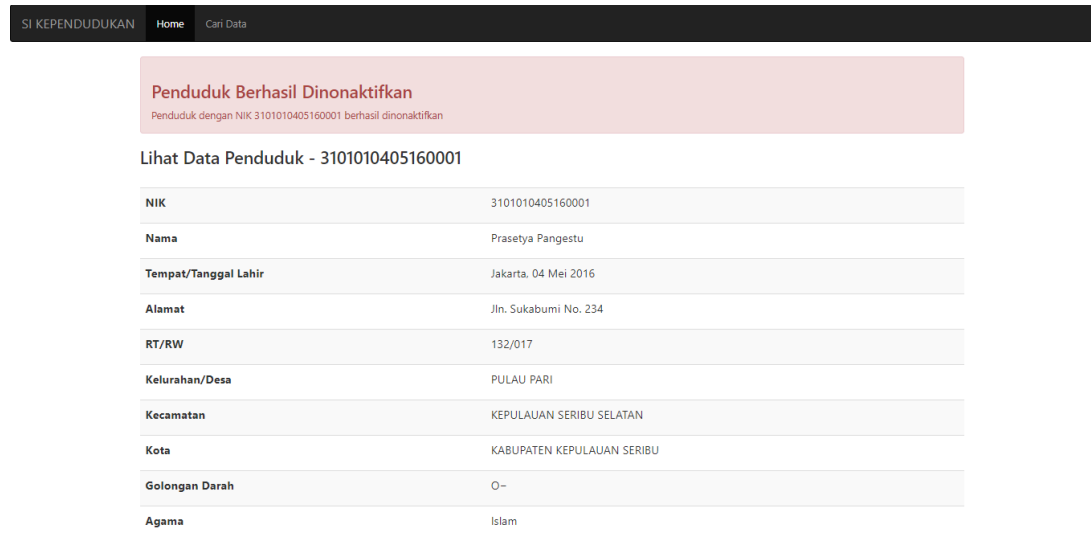 SI KEPENDUDUKAN Home Cari Data
Penduduk Berhasil Dinonaktifkan
Penduduk dengan NIK 3101010405160001 berhasil dinonaktifkan
Lihat Data Penduduk - 3101010405160001
NIK 3101010405160001
Nama Prasetya Pangestu
Tempat/Tanggal Lahir Jakarta, 04 Mei 2016
Alamat Jln. Sukabumi No. 234
RT/RW 132/017
Kelurahan/Desa PULAU PARI
Kecamatan KEPULAUAN SERIBU SELATAN
Kota KABUPATEN KEPULAUAN SERIBU
Golongan Darah O−
Agama Islam